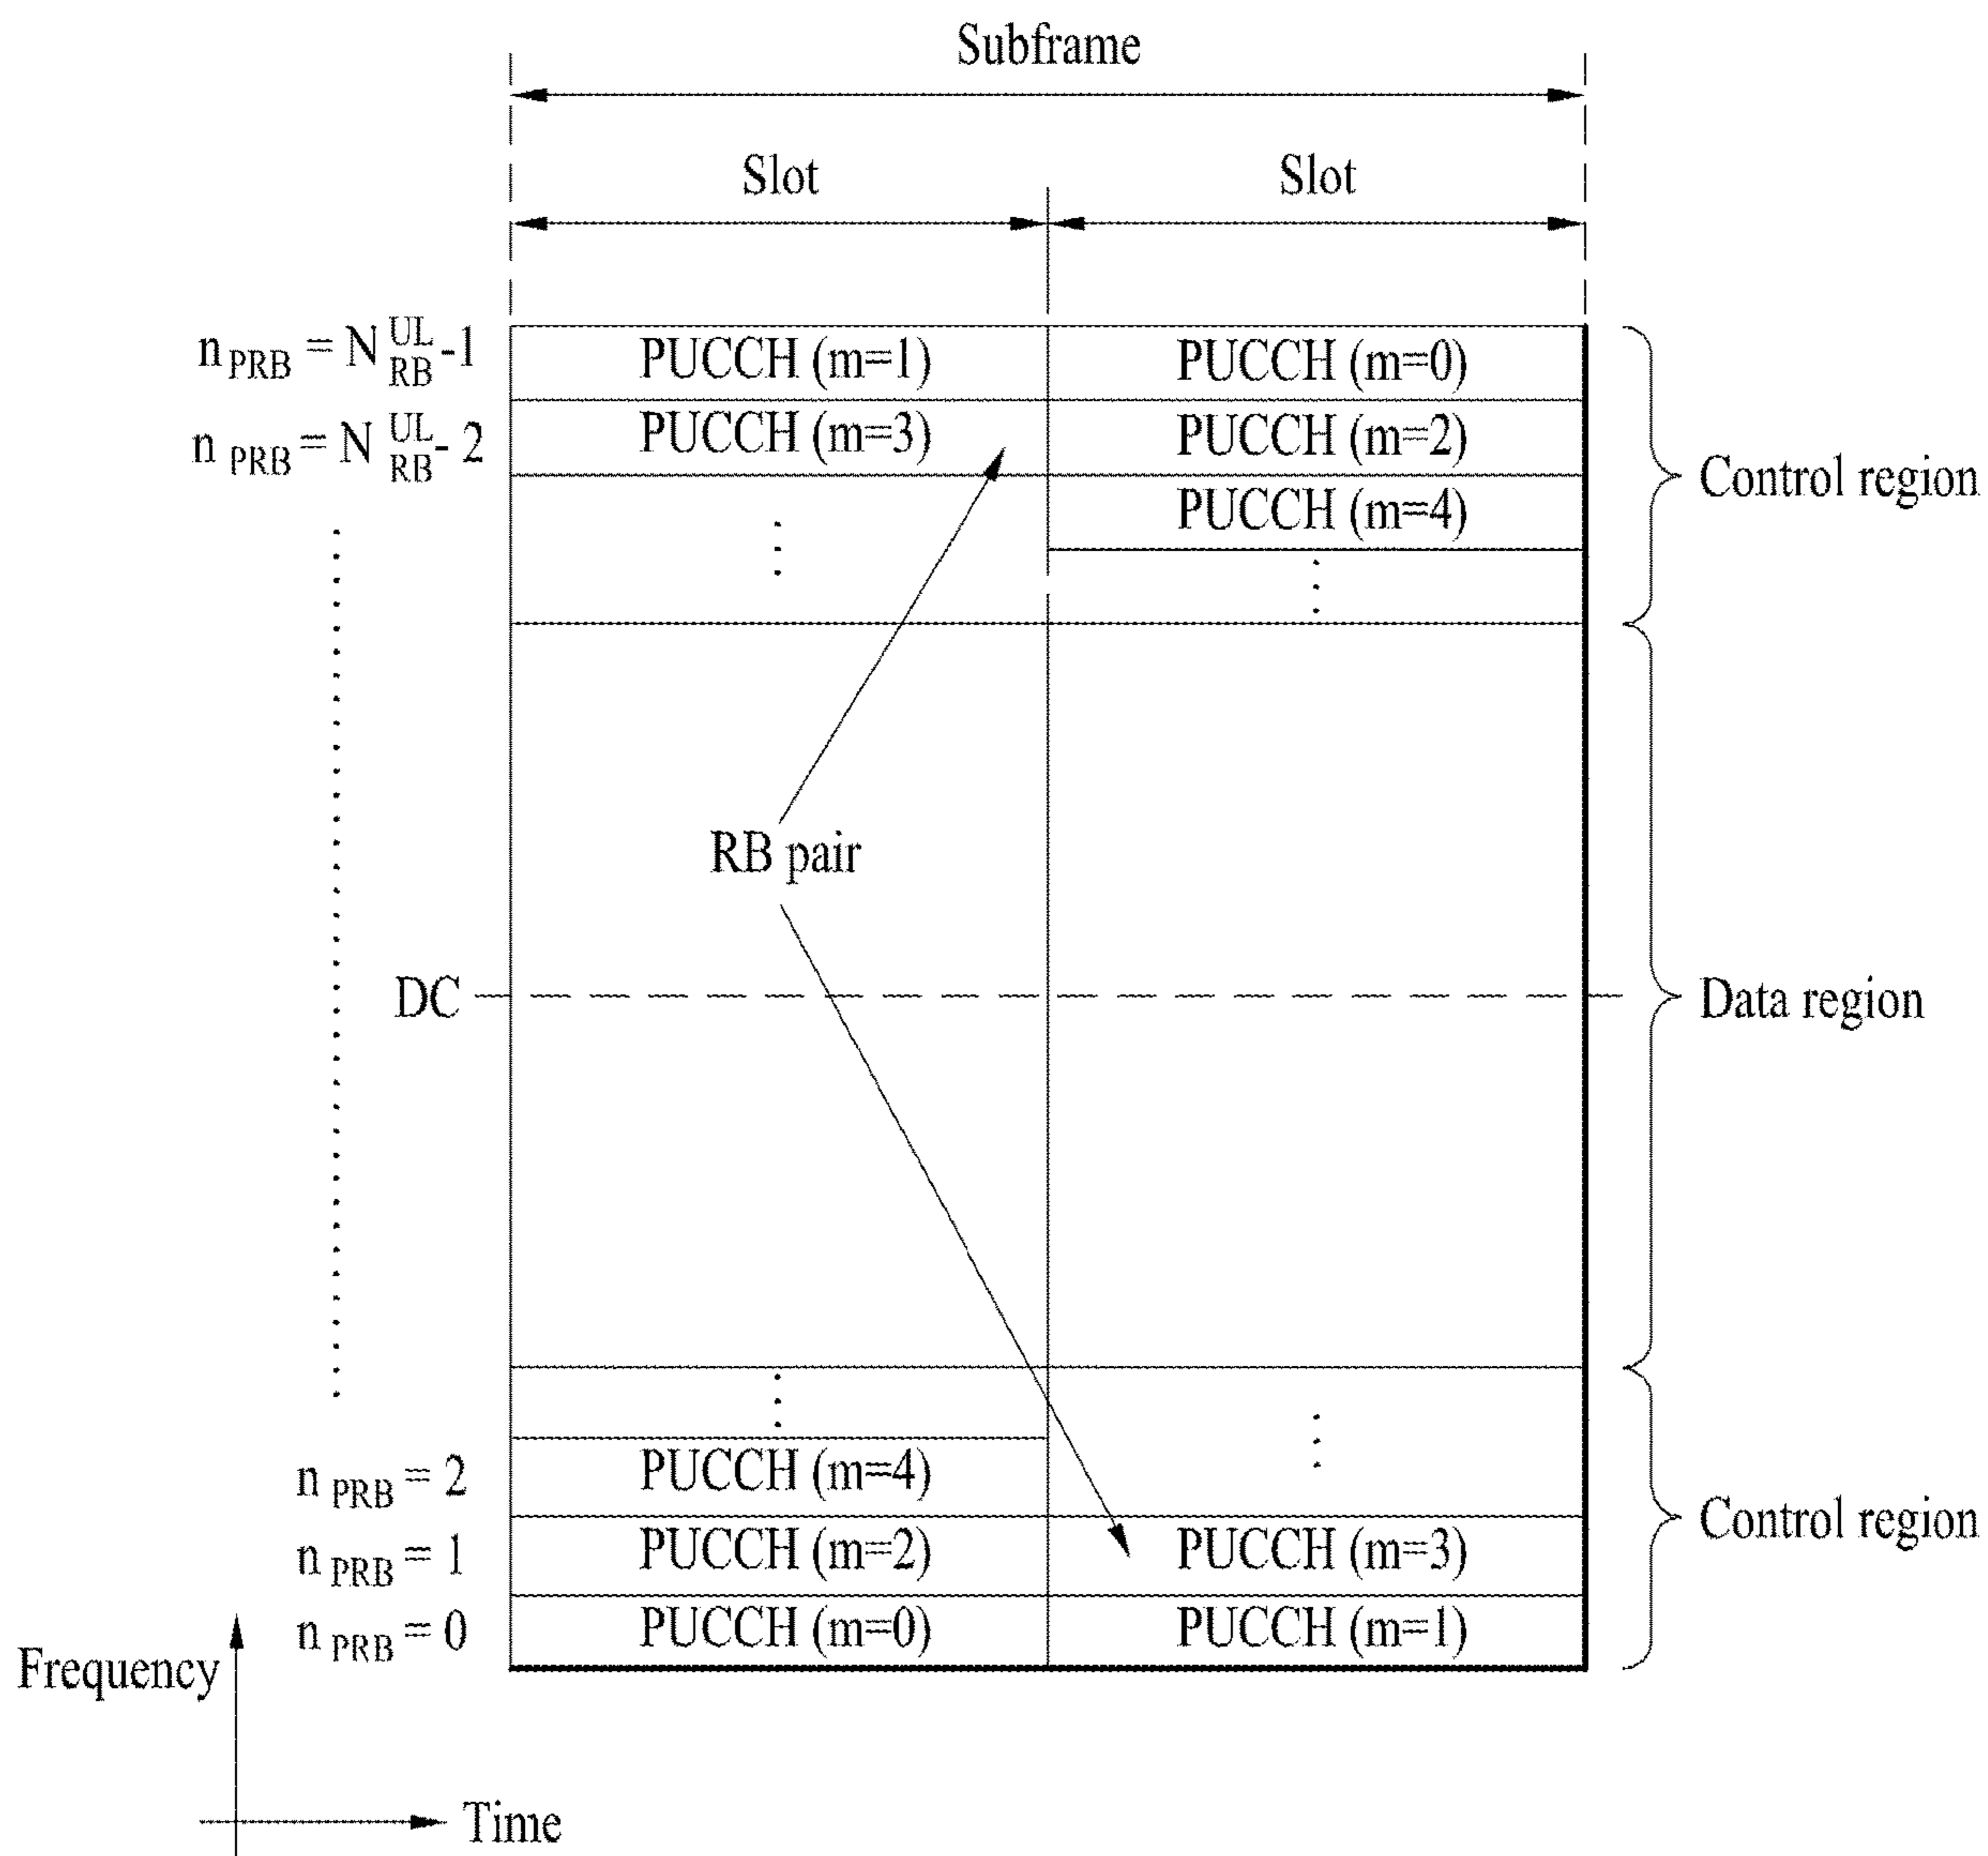 Subframe
Slot Slot
n PRB = N UL RB -1 PUCCH (m=1) PUCCH (m=0)
n PRB = N UL RB - 2 PUCCH (m=3) PUCCH (m=2)
Control region
PUCCH (m=4)
RB pair
DC
Data region
n PRB = 2 PUCCH (m=4)
Control region
n PRB = 1 PUCCH (m=2) PUCCH (m=3)
n PRB = 0 PUCCH (m=0) PUCCH (m=1)
Frequency
Time